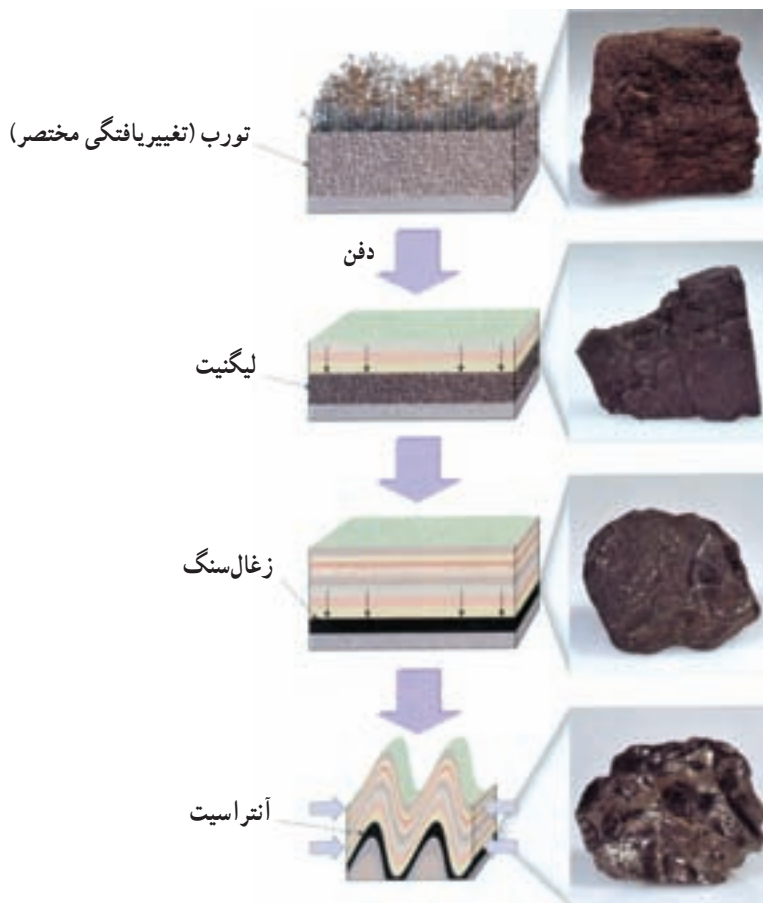 تورب (تغییریافتگی مختصر)
دفن
لیگنیت
زغال‌سنگ
آنتراسیت